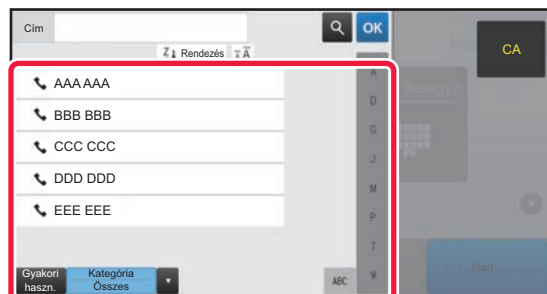 Cím
OK
CA
Rendezés
AAA AAA
BBB BBB
CCC CCC
DDD DDD
EEE EEE
A
D
G
J
M
P
T
W
Bejegyz.
Gyakori
haszn.
Kategória
Összes
ABC
Start